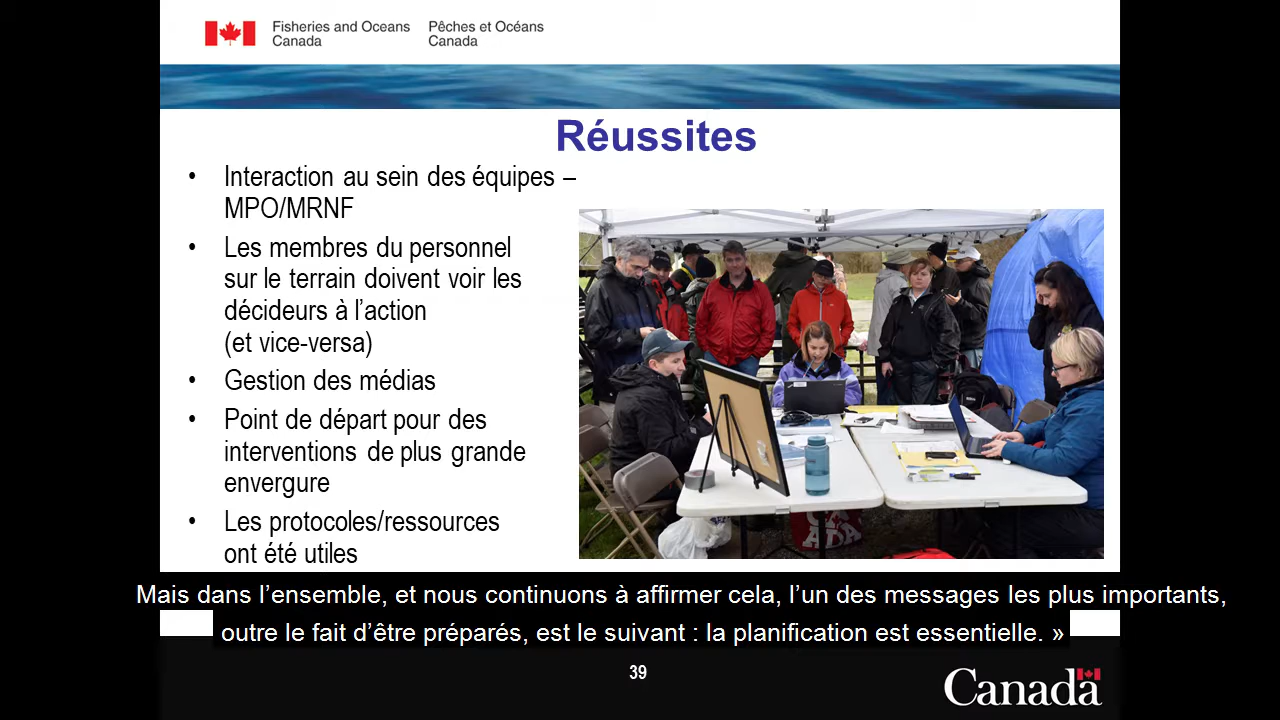 Fisheries and Oceans Pêches et Océans
Canada Canada
Réussites
• Interaction au sein des équipes –
MPO/MRNF
• Les membres du personnel
sur le terrain doivent voir les
décideurs à l’action
(et vice-versa)
• Gestion des médias
• Point de départ pour des
interventions de plus grande
envergure
• Les protocoles/ressources
ont été utiles
Mais dans l’ensemble, et nous continuons à affirmer cela, l’un des messages les plus importants,
outre le fait d’être préparés, est le suivant : la planification est essentielle. »
39
Canada